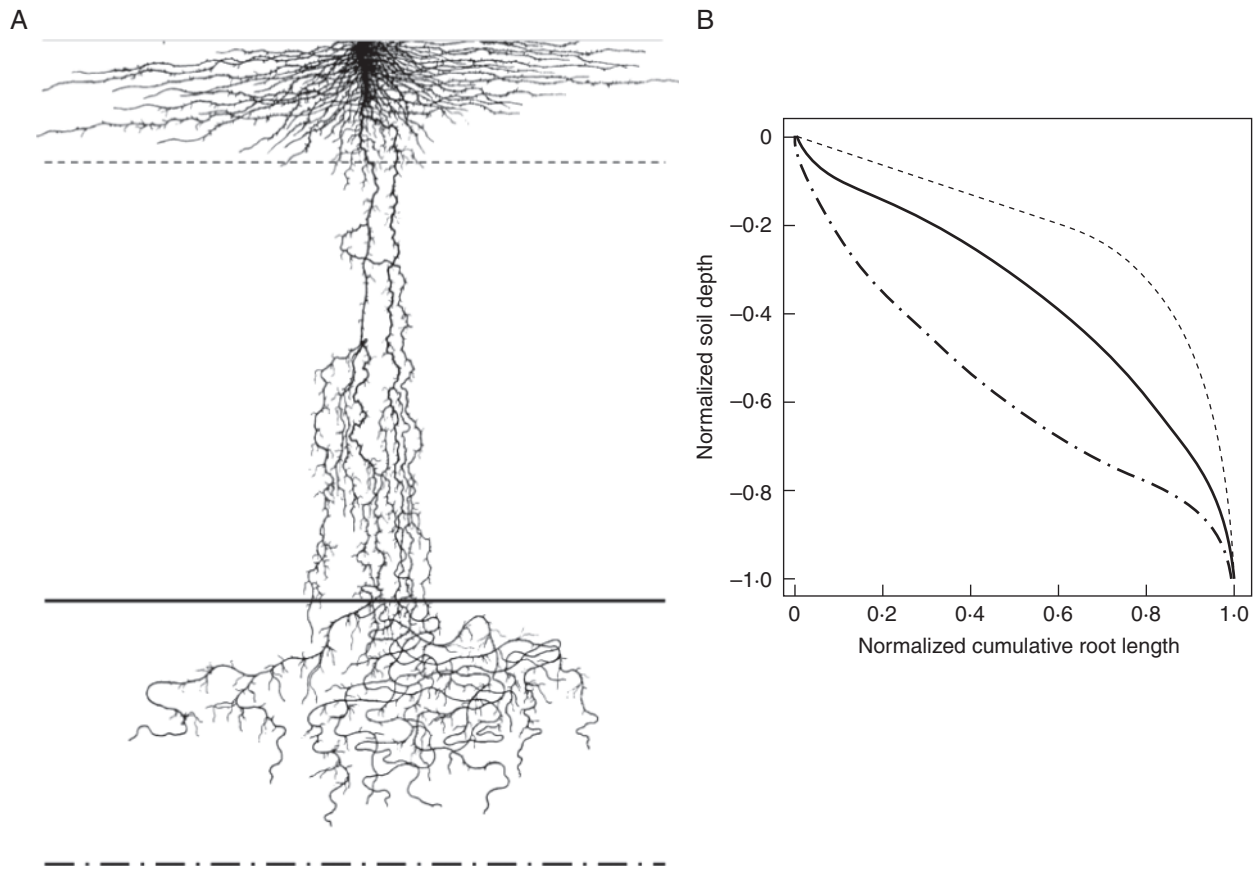 A
B
0
–0·2
–0·4
–0·6
–0·8
–1·0
Normalized soil depth
0 0·2 0·4 0·6 0·8 1·0
Normalized cumulative root length